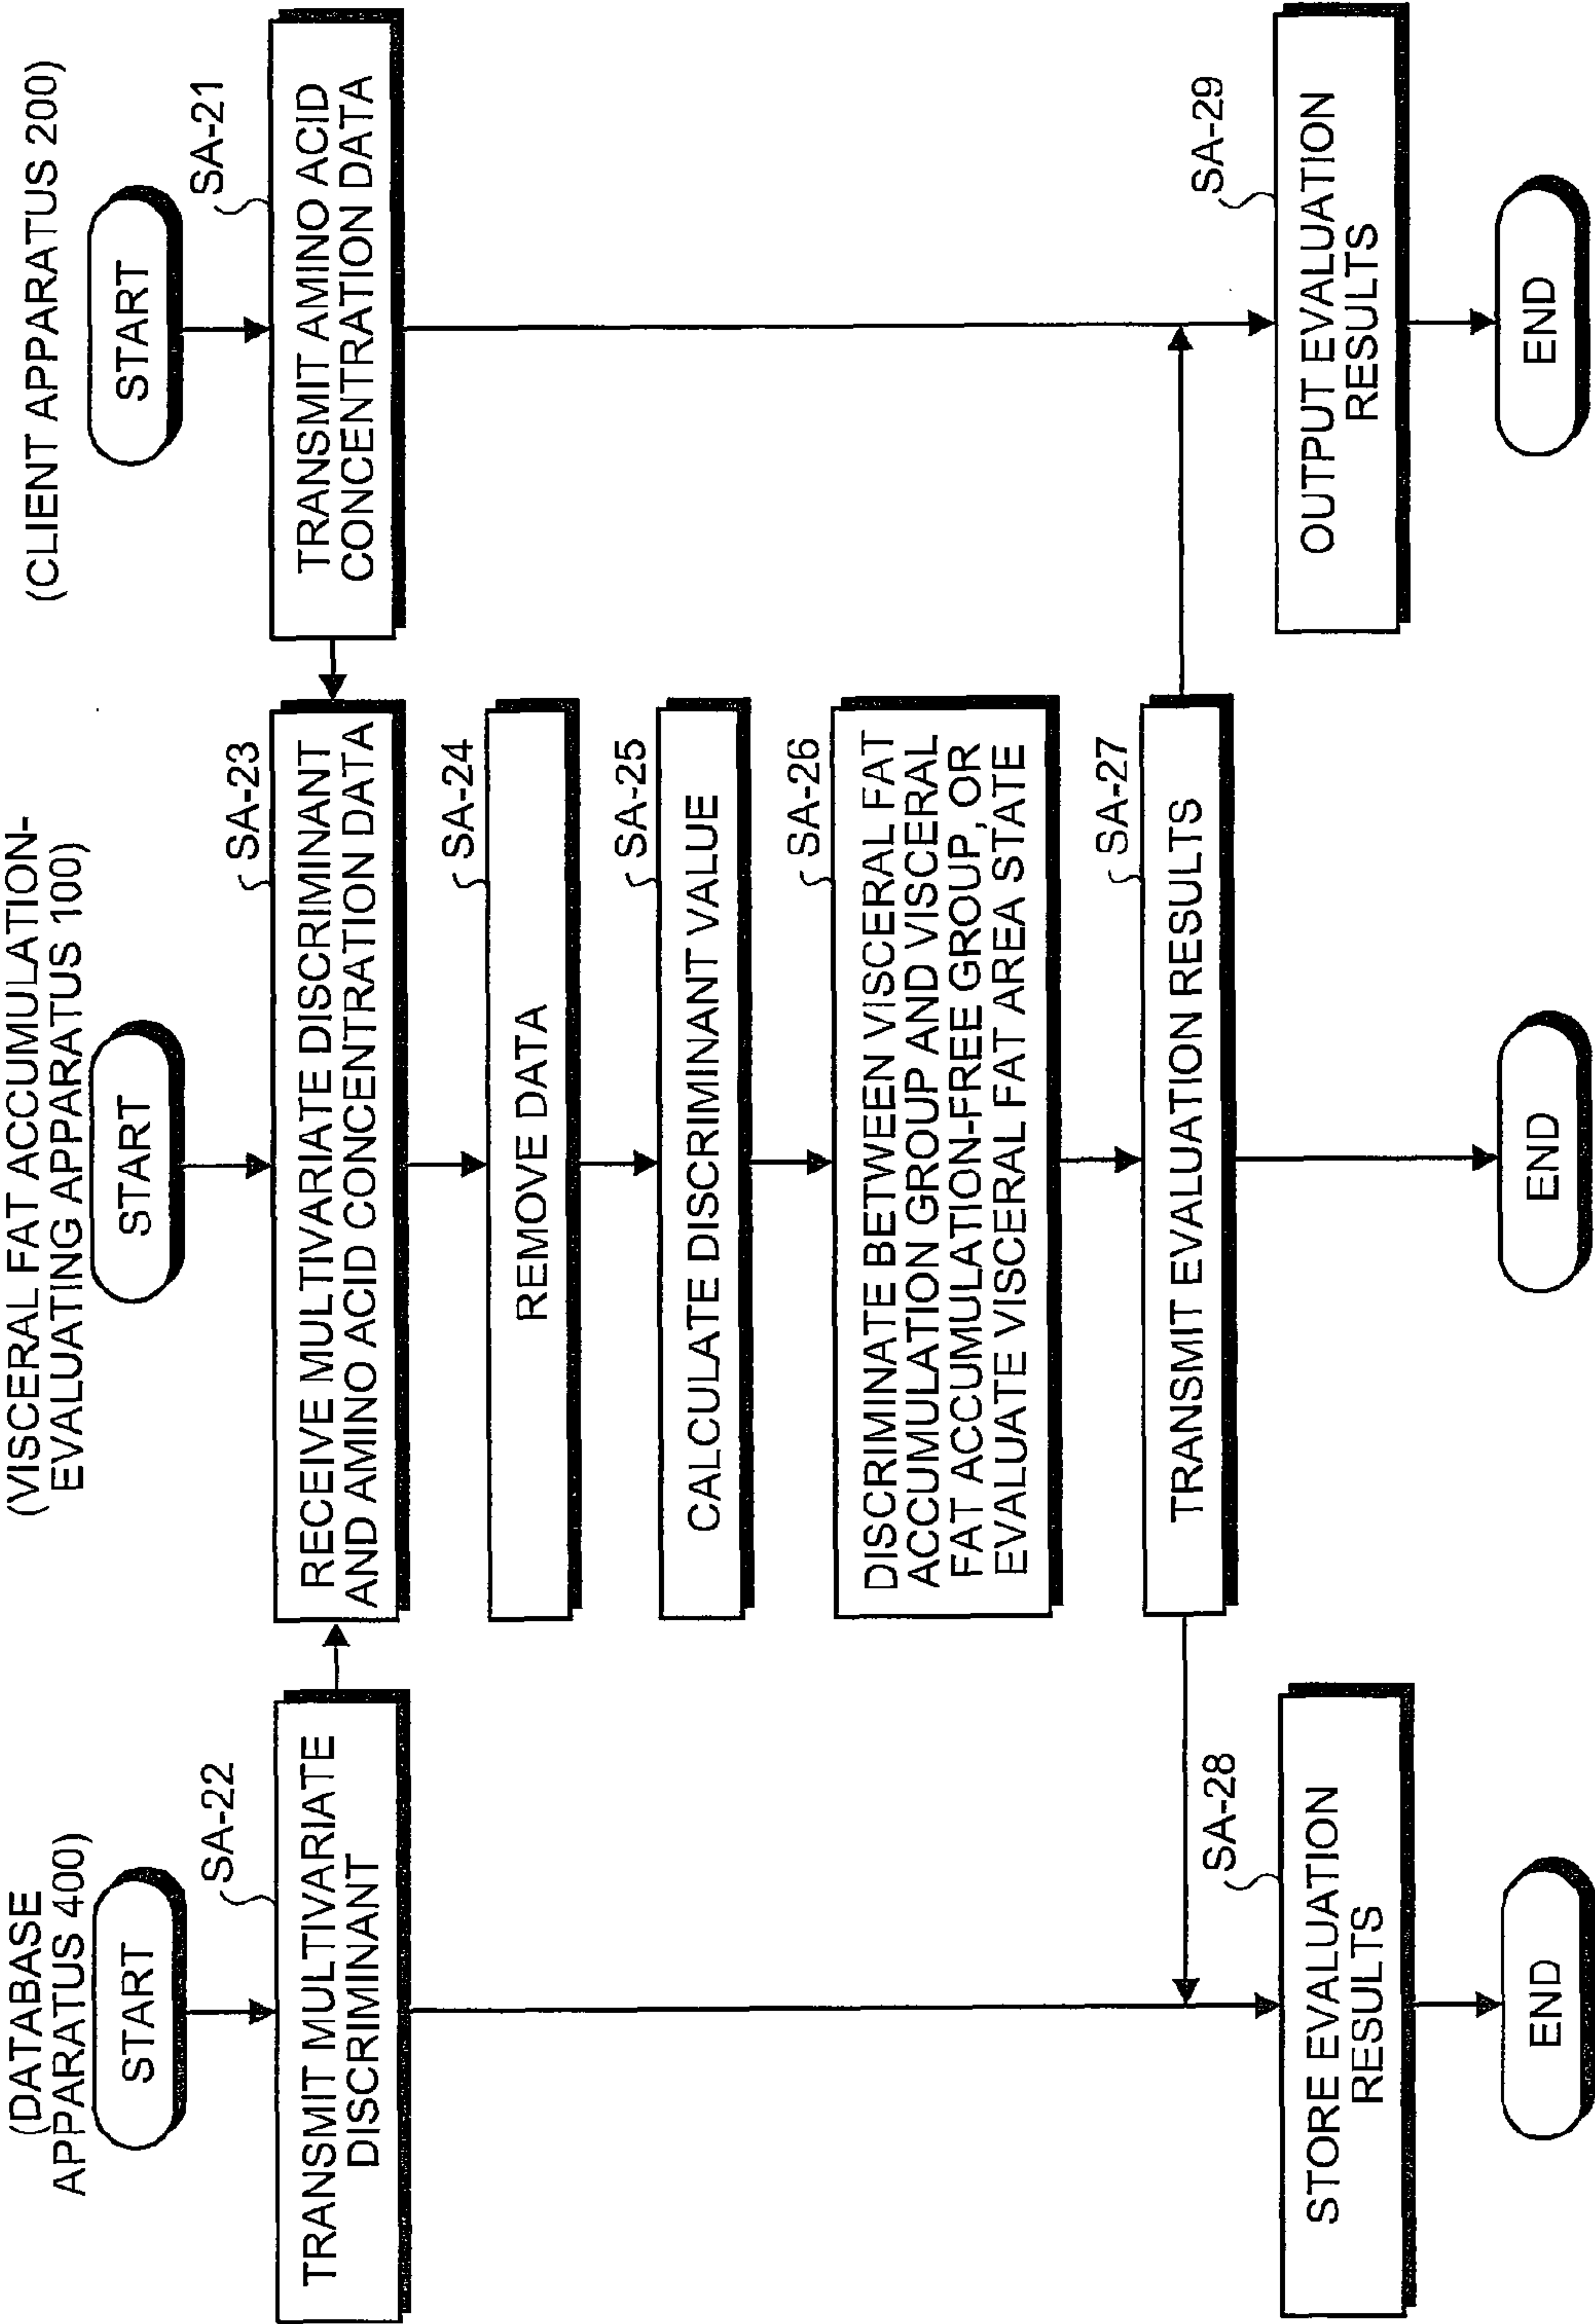 (DATABASE
APPARATUS 400)
START
SA-22
TRANSMIT MULTIVARIATE
DISCRIMINANT
SA-28
STORE EVALUATION
RESULTS
END
(VISCERAL FAT ACCUMULATION-
EVALUATING APPARATUS 100)
START
SA-23
RECEIVE MULTIVARIATE DISCRIMINANT
AND AMINO ACID CONCENTRATION DATA
SA-24
REMOVE DATA
SA-25
CALCULATE DISCRIMINANT VALUE
SA-26
DISCRIMINATE BETWEEN VISCERAL FAT
ACCUMULATION GROUP AND VISCERAL
FAT ACCUMULATION-FREE GROUP, OR
EVALUATE VISCERAL FAT AREA STATE
SA-27
TRANSMIT EVALUATION RESULTS
END
(CLIENT APPARATUS 200)
START
SA-21
TRANSMIT AMINO ACID
CONCENTRATION DATA
SA-29
OUTPUT EVALUATION
RESULTS
END